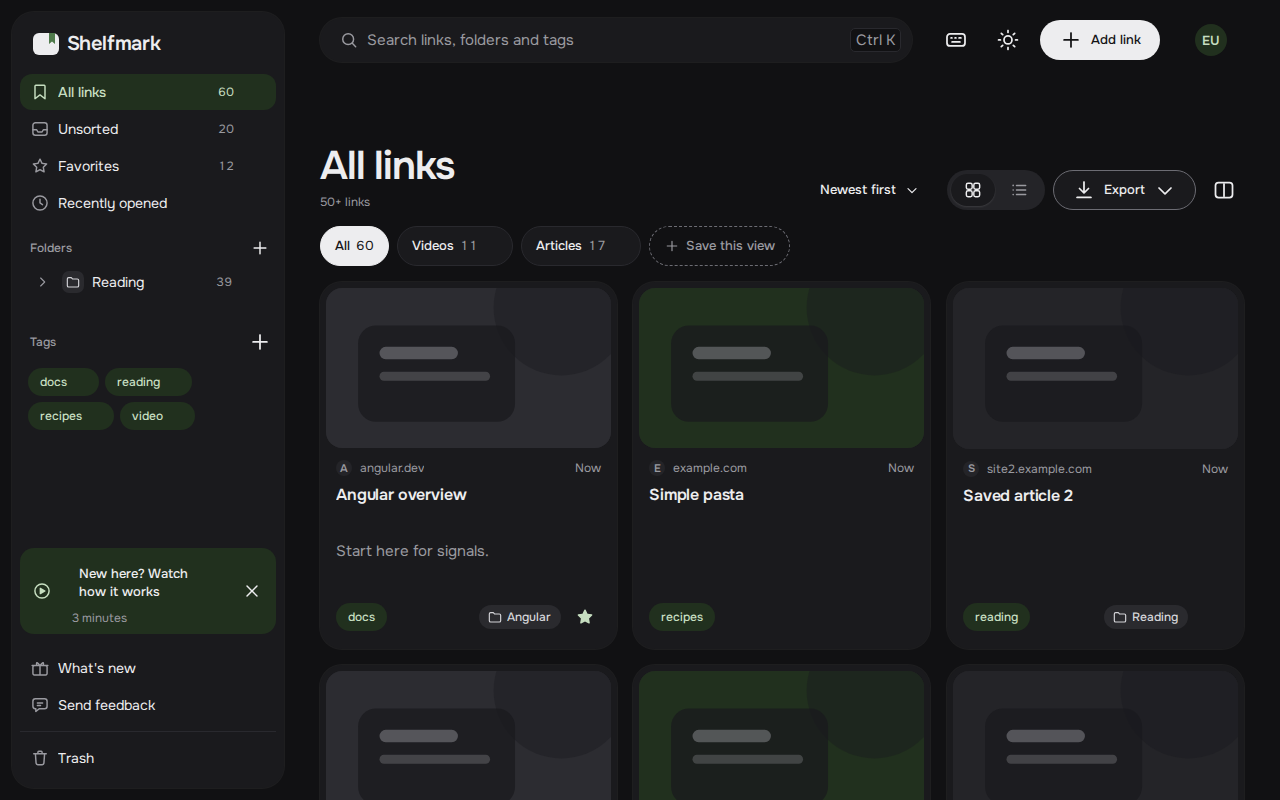 Shelfmark
All links 60
Unsorted 20
Favorites 12
Recently opened
Folders
Reading 39
Tags
docs reading
recipes video
New here? Watch
how it works
3 minutes
What's new
Send feedback
Trash
Search links, folders and tags Ctrl K
Add link
EU
All links
50+ links
Newest first
Export
All 60 Videos 11 Articles 17 Save this view
A angular.dev Now
Angular overview
Start here for signals.
docs Angular
E example.com Now
Simple pasta
recipes
S site2.example.com Now
Saved article 2
reading Reading